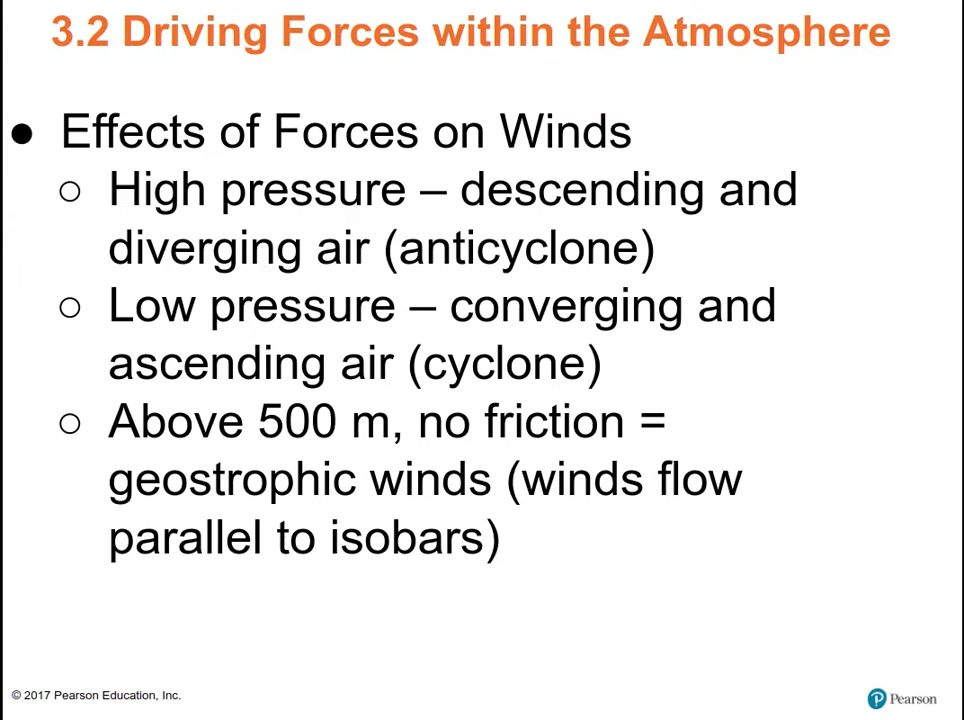 3.2 Driving Forces within the Atmosphere
● Effects of Forces on Winds
○ High pressure – descending and
diverging air (anticyclone)
○ Low pressure – converging and
ascending air (cyclone)
○ Above 500 m, no friction =
geostrophic winds (winds flow
parallel to isobars)
© 2017 Pearson Education, Inc.
Pearson